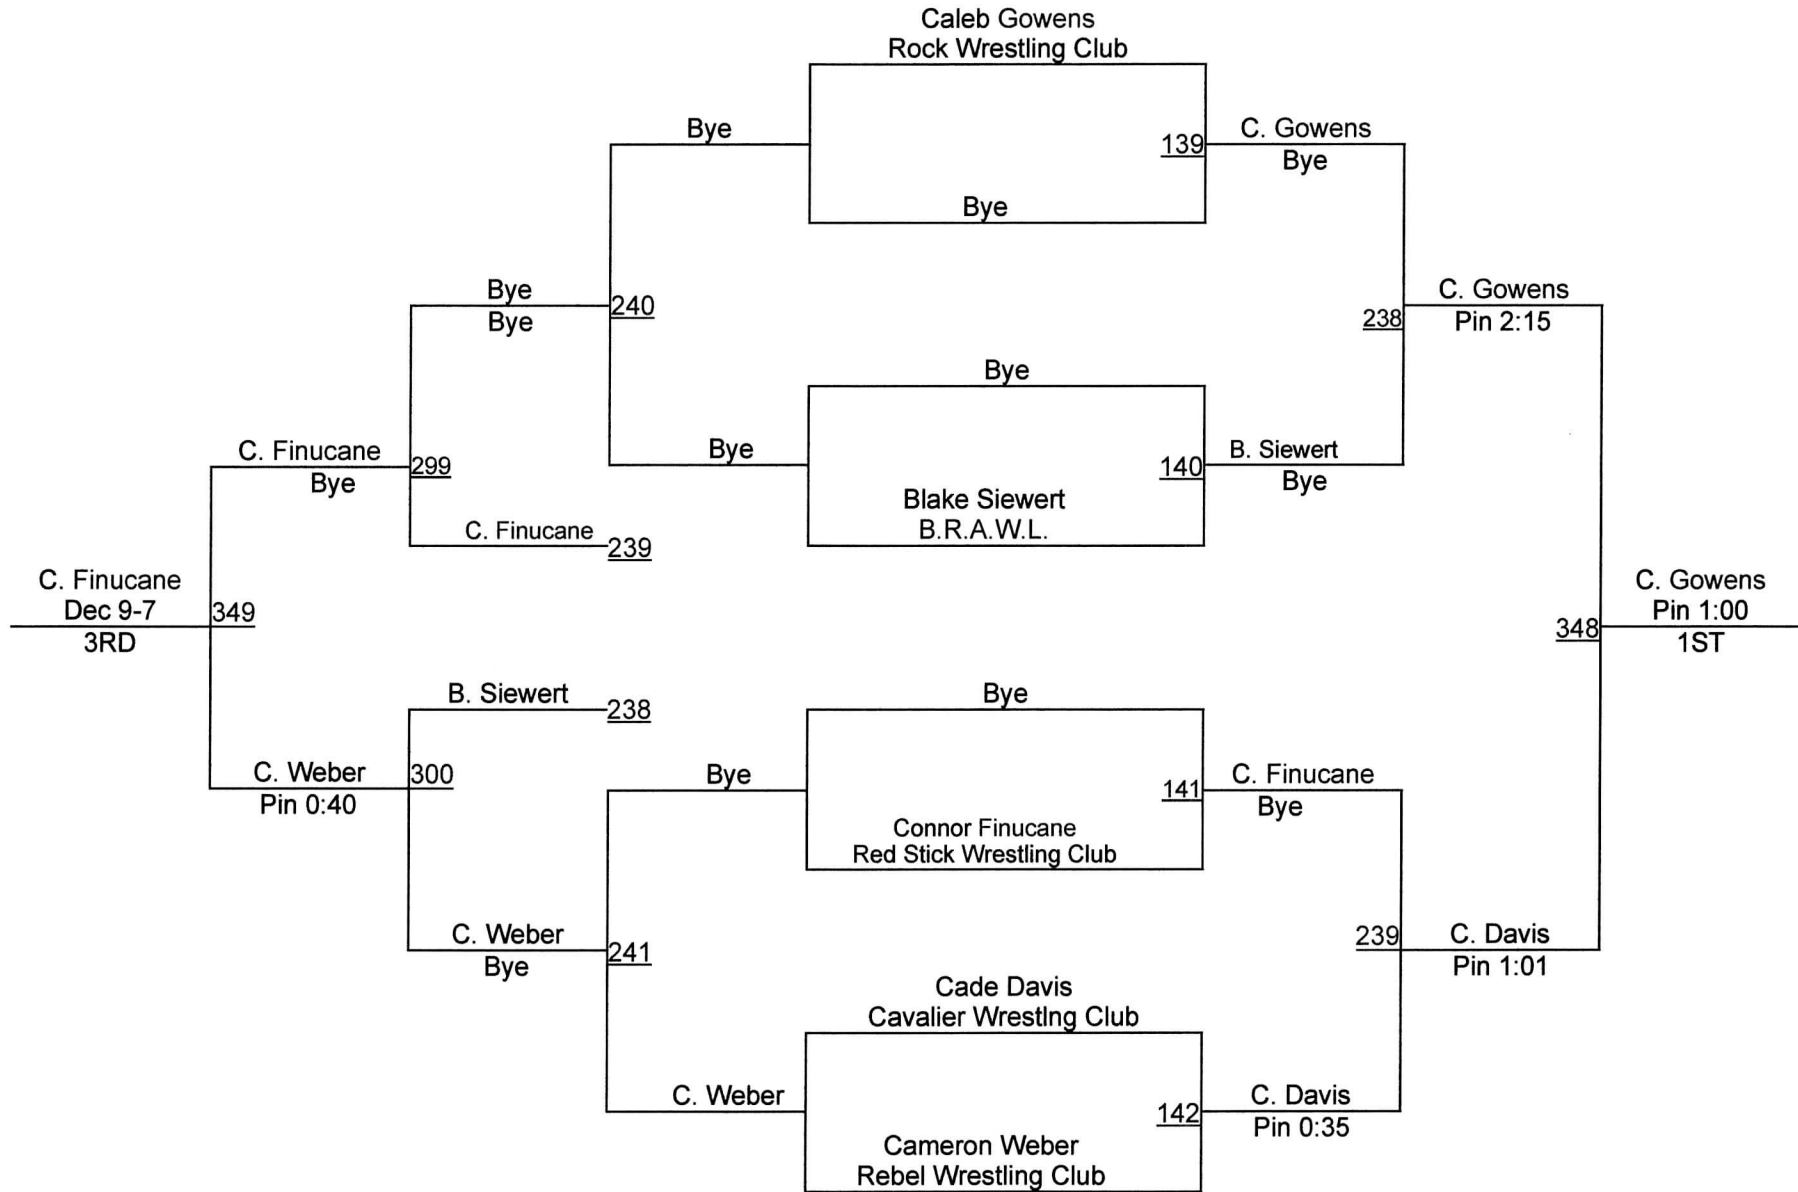 Caleb Gowens
Rock Wrestling Club
Bye
139
C. Gowens
Bye
Bye
Bye
Bye
240
238
C. Gowens
Pin 2:15
Bye
C. Finucane
Bye
299
Bye
140
B. Siewert
Bye
Blake Siewert
B.R.A.W.L.
C. Finucane
239
C. Finucane
Dec 9-7
3RD
349
348
C. Gowens
Pin 1:00
1ST
B. Siewert
238
Bye
C. Weber
Pin 0:40
300
Bye
141
C. Finucane
Bye
Connor Finucane
Red Stick Wrestling Club
C. Weber
Bye
241
239
C. Davis
Pin 1:01
Cade Davis
Cavalier Wrestlng Club
C. Weber
142
C. Davis
Pin 0:35
Cameron Weber
Rebel Wrestling Club